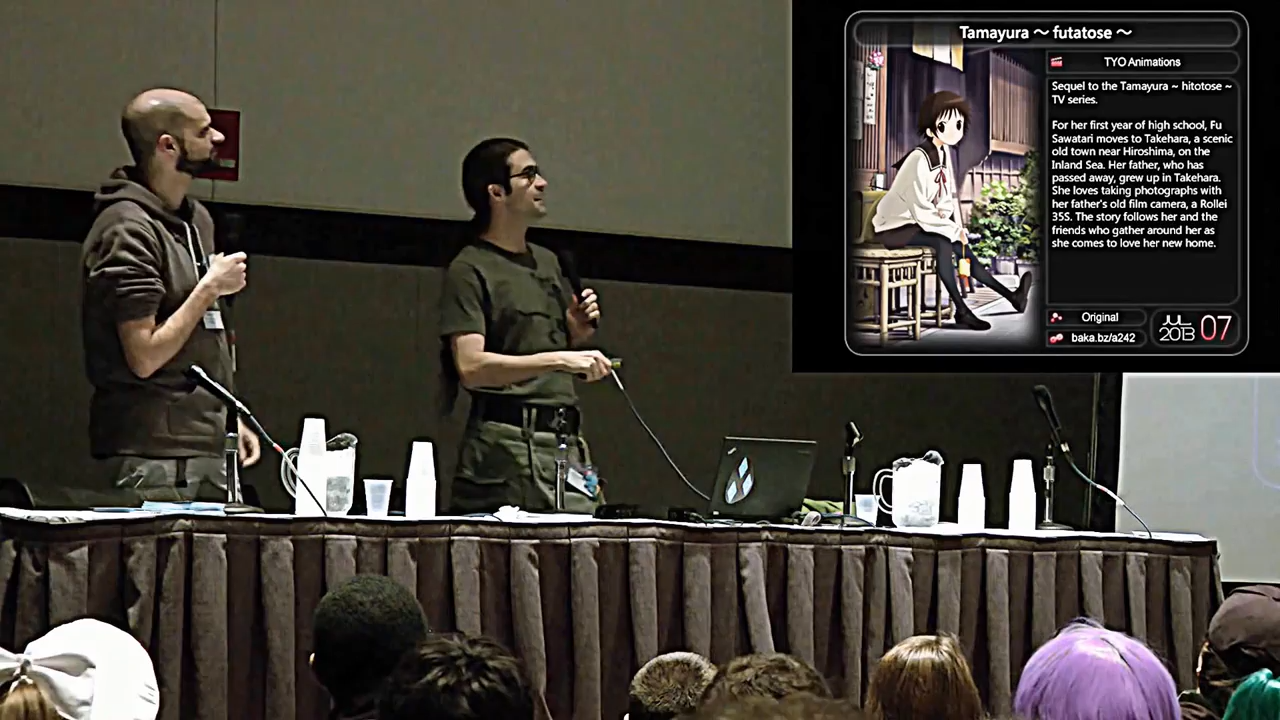 Tamayura ～ futatose ～
TYO Animations
Sequel to the Tamayura ~ hitotose ~
TV series.
For her first year of high school, Fu
Sawatari moves to Takehara, a scenic
old town near Hiroshima, on the
Inland Sea. Her father, who has
passed away, grew up in Takehara.
She loves taking photographs with
her father's old film camera, a Rollei
35S. The story follows her and the
friends who gather around her as
she comes to love her new home.
Original
baka.bz/a242
JUL
2013
07